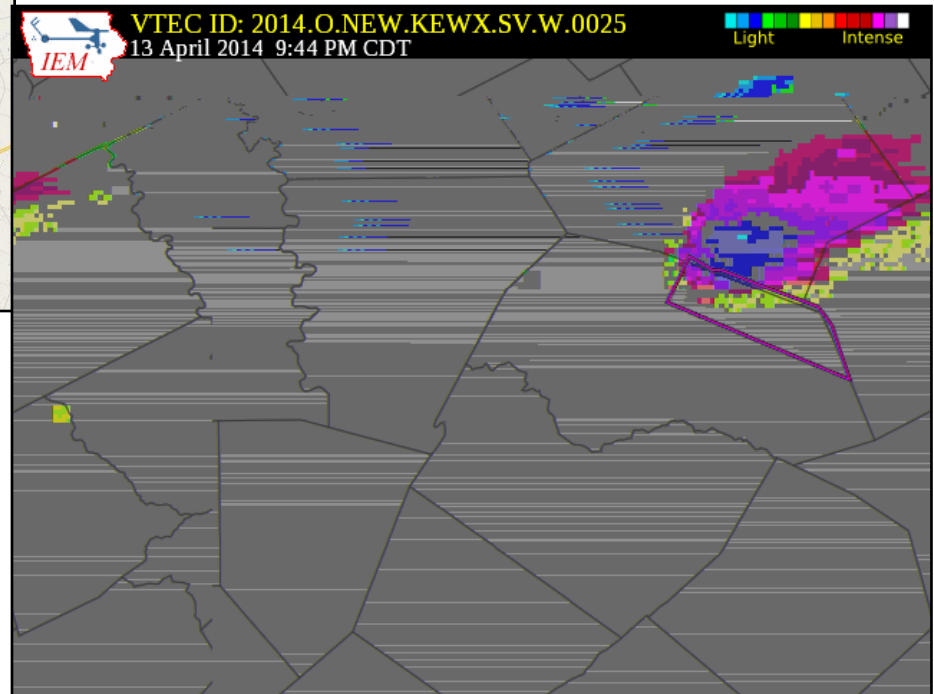 VTEC ID: 2014.O.NEW.KEWX.SV.W.0025
13 April 2014 9:44 PM CDT
IEM
Light Intense